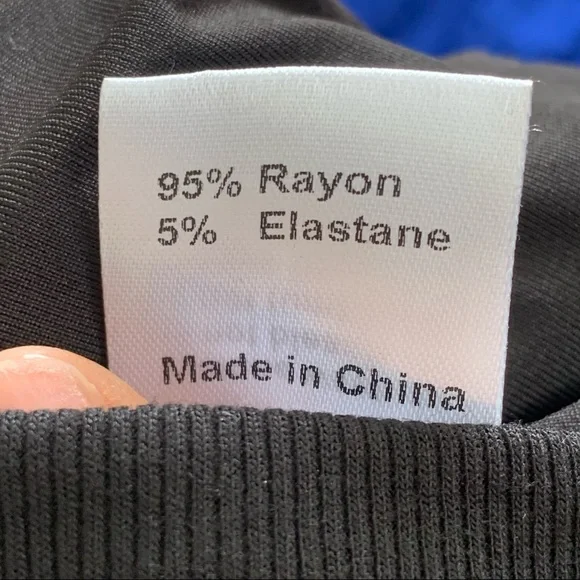 95% Rayon
5% Elastane
Made in China